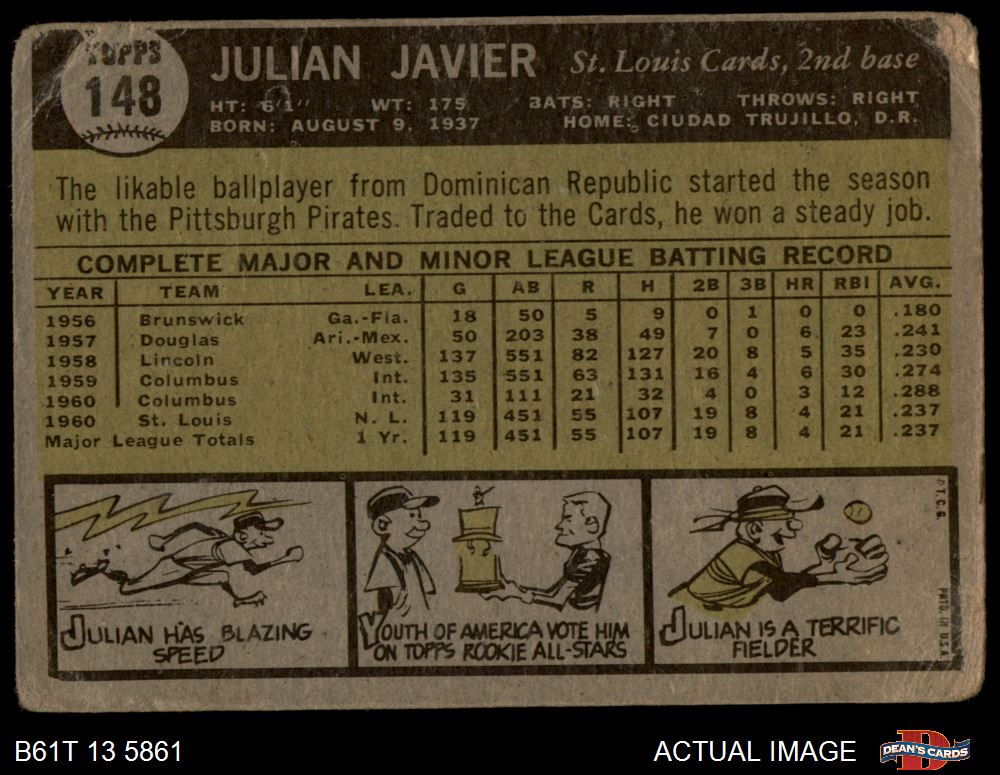 TOPPS
148
JULIAN JAVIER St. Louis Cards, 2nd base
HT: 6'1" WT: 175 BATS: RIGHT THROWS: RIGHT
BORN: AUGUST 9, 1937 HOME: CIUDAD TRUJILLO, D.R.
The likable ballplayer from Dominican Republic started the season
with the Pittsburgh Pirates. Traded to the Cards, he won a steady job.
COMPLETE MAJOR AND MINOR LEAGUE BATTING RECORD
YEAR TEAM LEA. G AB R H 2B 3B HR RBI AVG.
1956 Brunswick Ga.-Fla. 18 50 5 9 0 1 0 0 .180
1957 Douglas Ari.-Mex. 50 203 38 49 7 0 6 23 .241
1958 Lincoln West. 137 551 82 127 20 8 5 35 .230
1959 Columbus Int. 135 551 63 131 16 4 6 30 .274
1960 Columbus Int. 31 111 21 32 4 0 3 12 .288
1960 St. Louis N. L. 119 451 55 107 19 8 4 21 .237
Major League Totals 1 Yr. 119 451 55 107 19 8 4 21 .237
JULIAN HAS BLAZING
SPEED
YOUTH OF AMERICA VOTE HIM
ON TOPPS ROOKIE ALL-STARS
JULIAN IS A TERRIFIC
FIELDER
© T.C.G.
PRTD. IN U.S.A.
B61T 13 5861
ACTUAL IMAGE
D
DEAN'S CARDS